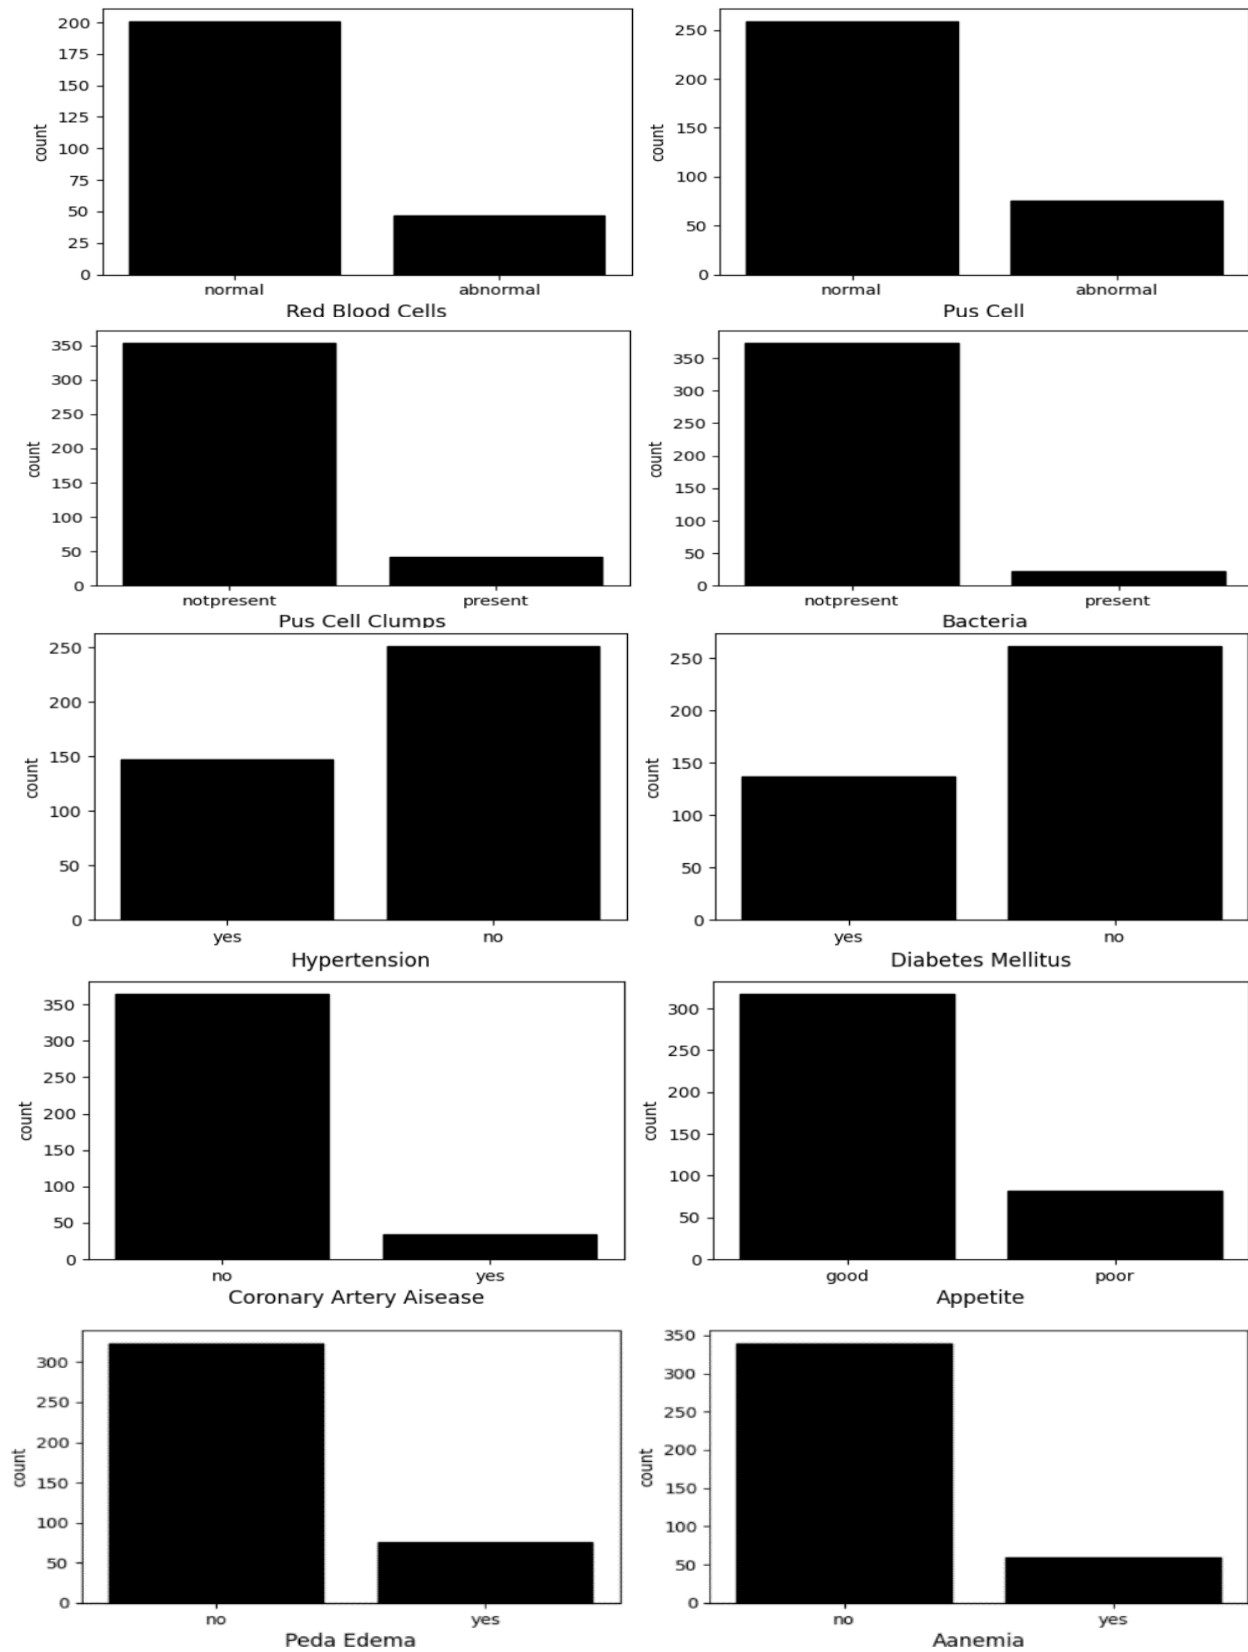 200
175
150
125
100
75
50
25
0
count
normal
abnormal
Red Blood Cells
250
200
150
100
50
0
count
normal
abnormal
Pus Cell
350
300
250
200
150
100
50
0
count
notpresent
present
Pus Cell Clumps
350
300
250
200
150
100
50
0
count
notpresent
present
Bacteria
250
200
150
100
50
0
count
yes
no
Hypertension
250
200
150
100
50
0
count
yes
no
Diabetes Mellitus
350
300
250
200
150
100
50
0
count
no
yes
Coronary Artery Aisease
300
250
200
150
100
50
0
count
good
poor
Appetite
300
250
200
150
100
50
0
count
no
yes
Peda Edema
350
300
250
200
150
100
50
0
count
no
yes
Aanemia